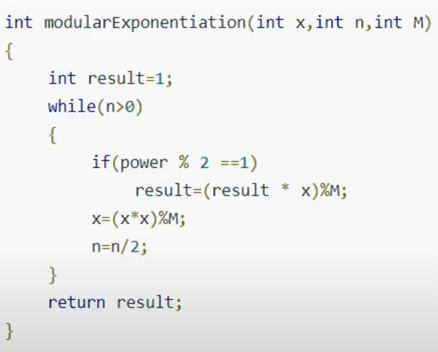 int modularExponentiation(int x,int n,int M)
{
int result=1;
while(n>0)
{
if(power % 2 ==1)
result=(result * x)%M;
x=(x*x)%M;
n=n/2;
}
return result;
}